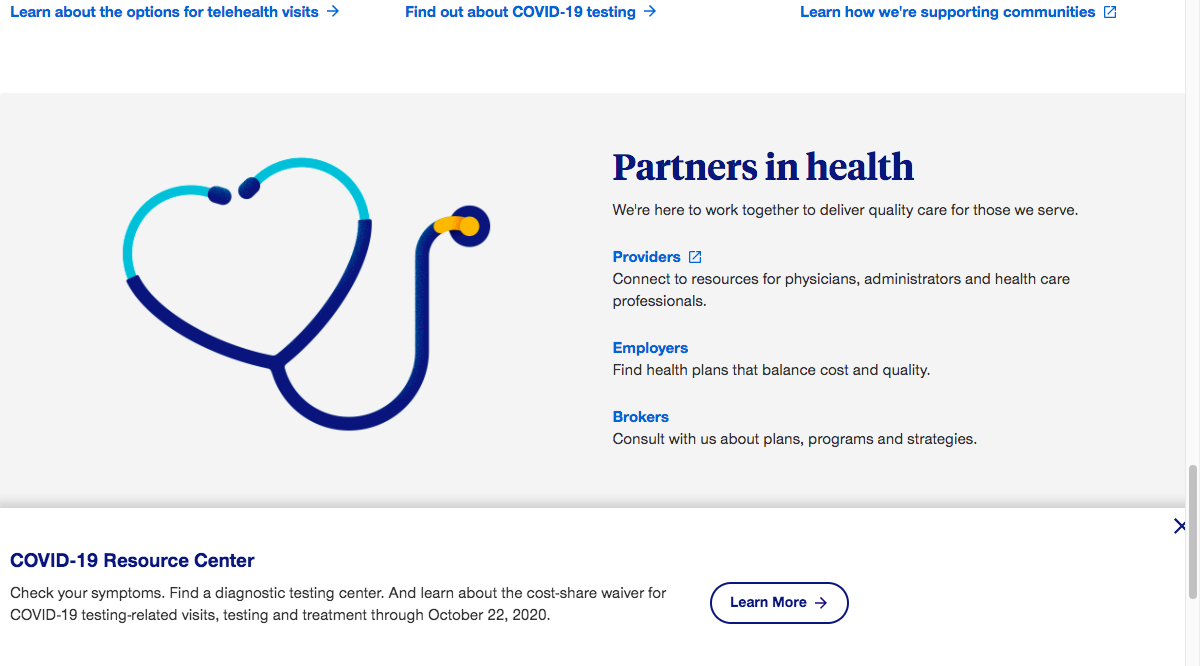 Learn about the options for telehealth visits →
Find out about COVID-19 testing →
Learn how we're supporting communities
Partners in health
We're here to work together to deliver quality care for those we serve.
Providers
Connect to resources for physicians, administrators and health care
professionals.
Employers
Find health plans that balance cost and quality.
Brokers
Consult with us about plans, programs and strategies.
COVID-19 Resource Center
Check your symptoms. Find a diagnostic testing center. And learn about the cost-share waiver for
COVID-19 testing-related visits, testing and treatment through October 22, 2020.
Learn More →